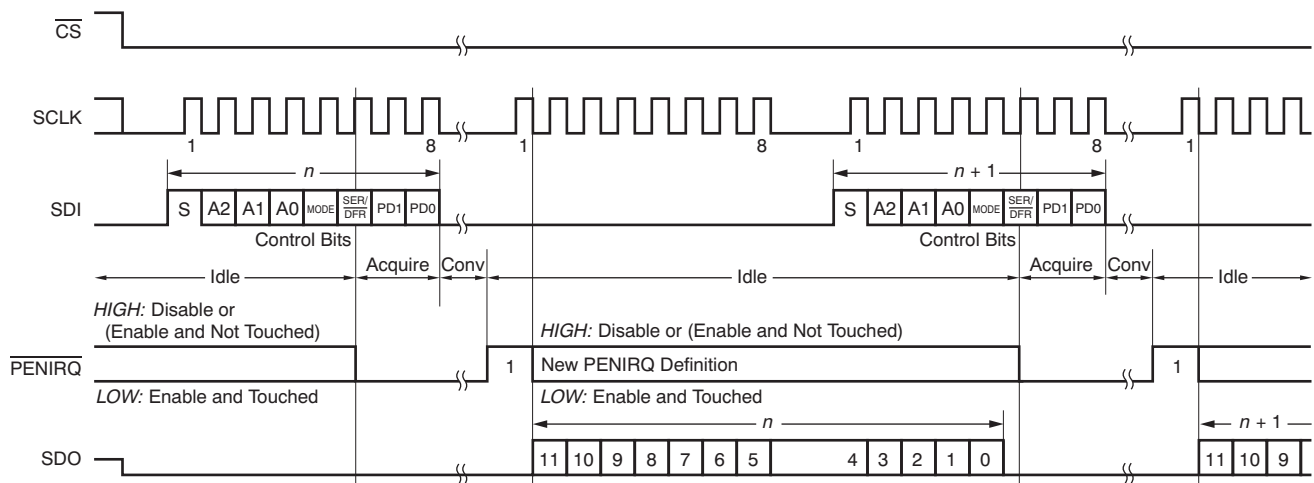 CS
SCLK
1 8 1 8 1 8 1
n n + 1
SDI S A2 A1 A0 MODE SER/DFR PD1 PD0 S A2 A1 A0 MODE SER/DFR PD1 PD0
Control Bits Control Bits
Idle Acquire Conv Idle Acquire Conv Idle
HIGH: Disable or
(Enable and Not Touched)
HIGH: Disable or (Enable and Not Touched)
PENIRQ 1 New PENIRQ Definition 1
LOW: Enable and Touched LOW: Enable and Touched
n n + 1
SDO 11 10 9 8 7 6 5 4 3 2 1 0 11 10 9